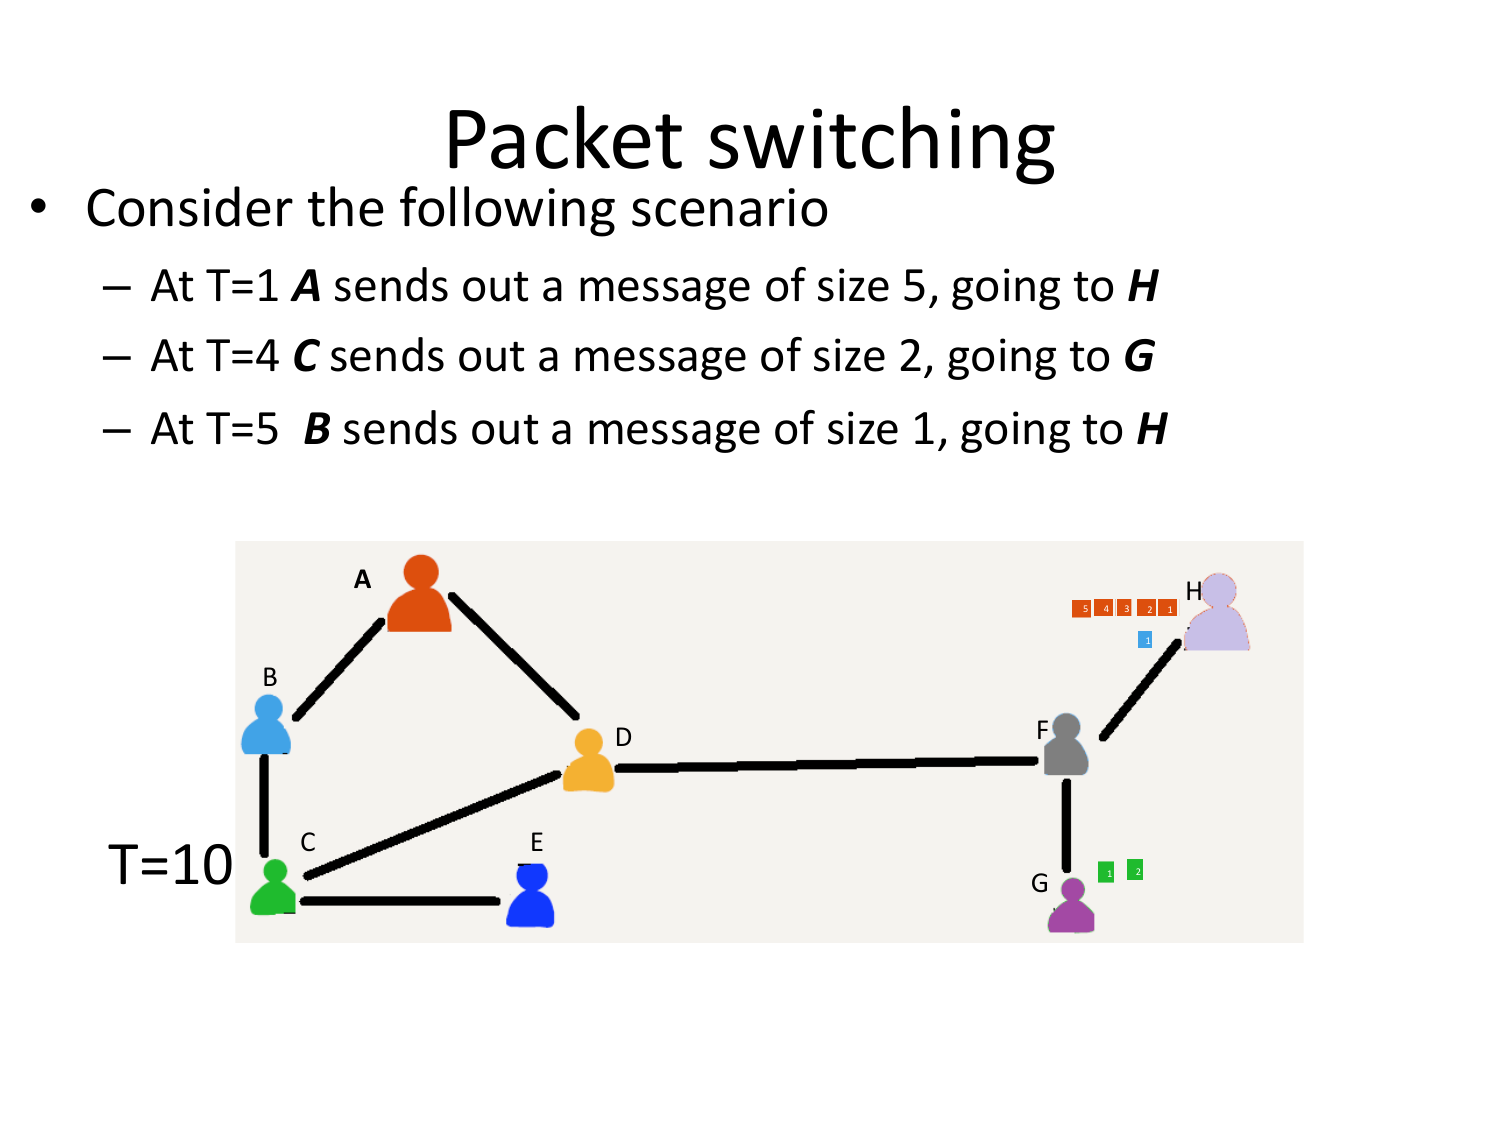 Packet switching
• Consider the following scenario
– At T=1 A sends out a message of size 5, going to H
– At T=4 C sends out a message of size 2, going to G
– At T=5 B sends out a message of size 1, going to H
A
H
5 4 3 2 1
1
B
D
F
C
E
T=10
G
1 2